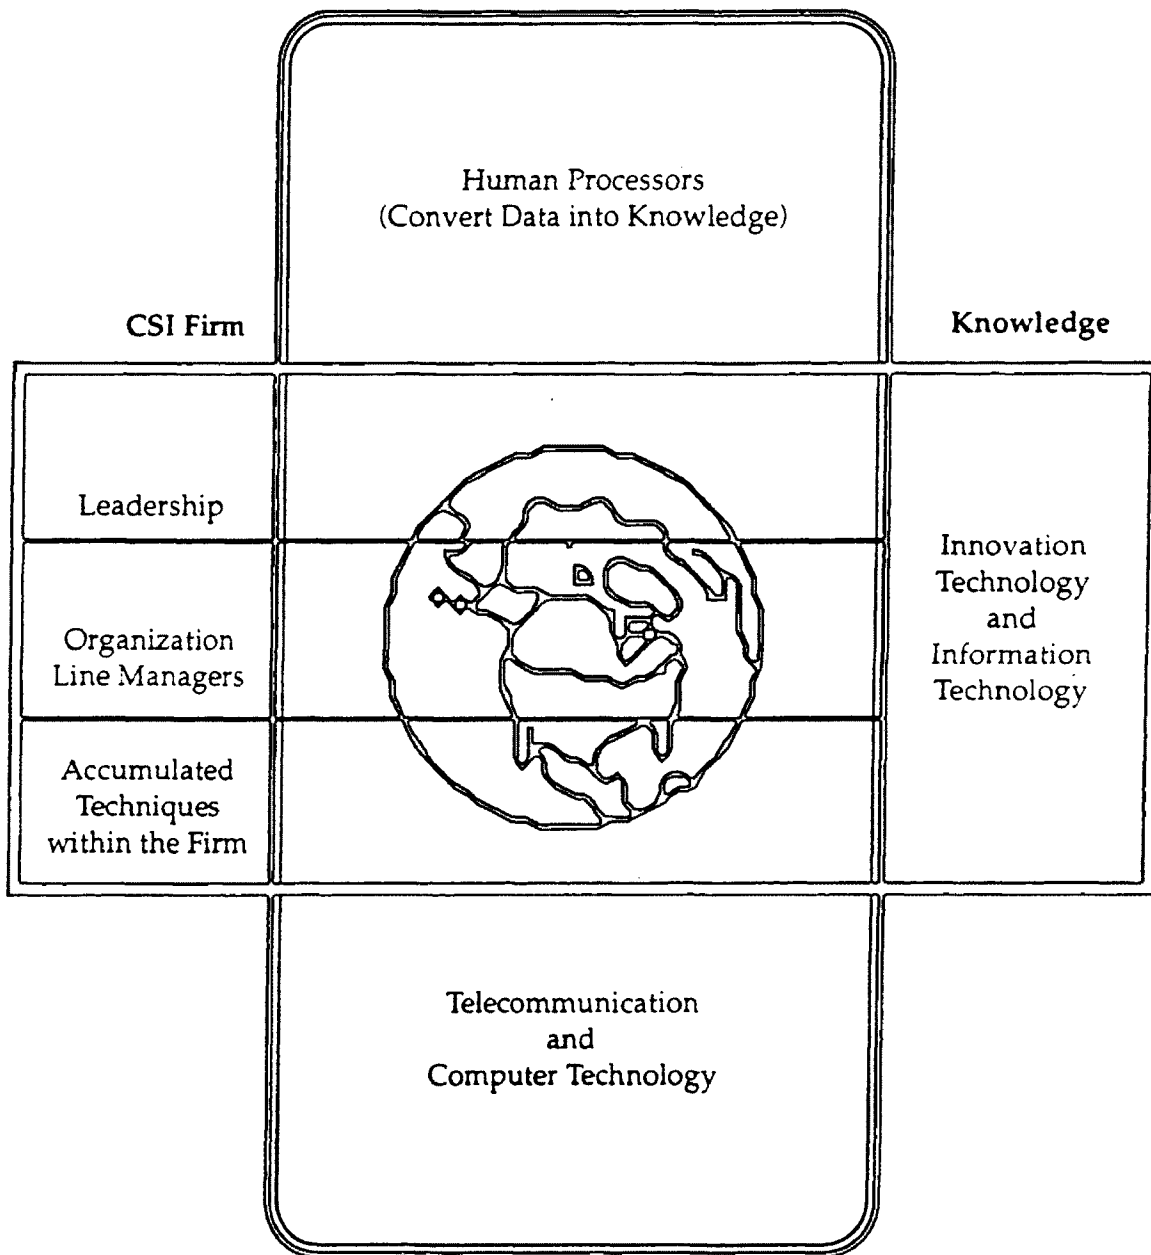 Human Processors
(Convert Data into Knowledge)
CSI Firm
Knowledge
Leadership
Organization
Line Managers
Accumulated
Techniques
within the Firm
Innovation
Technology
and
Information
Technology
Telecommunication
and
Computer Technology